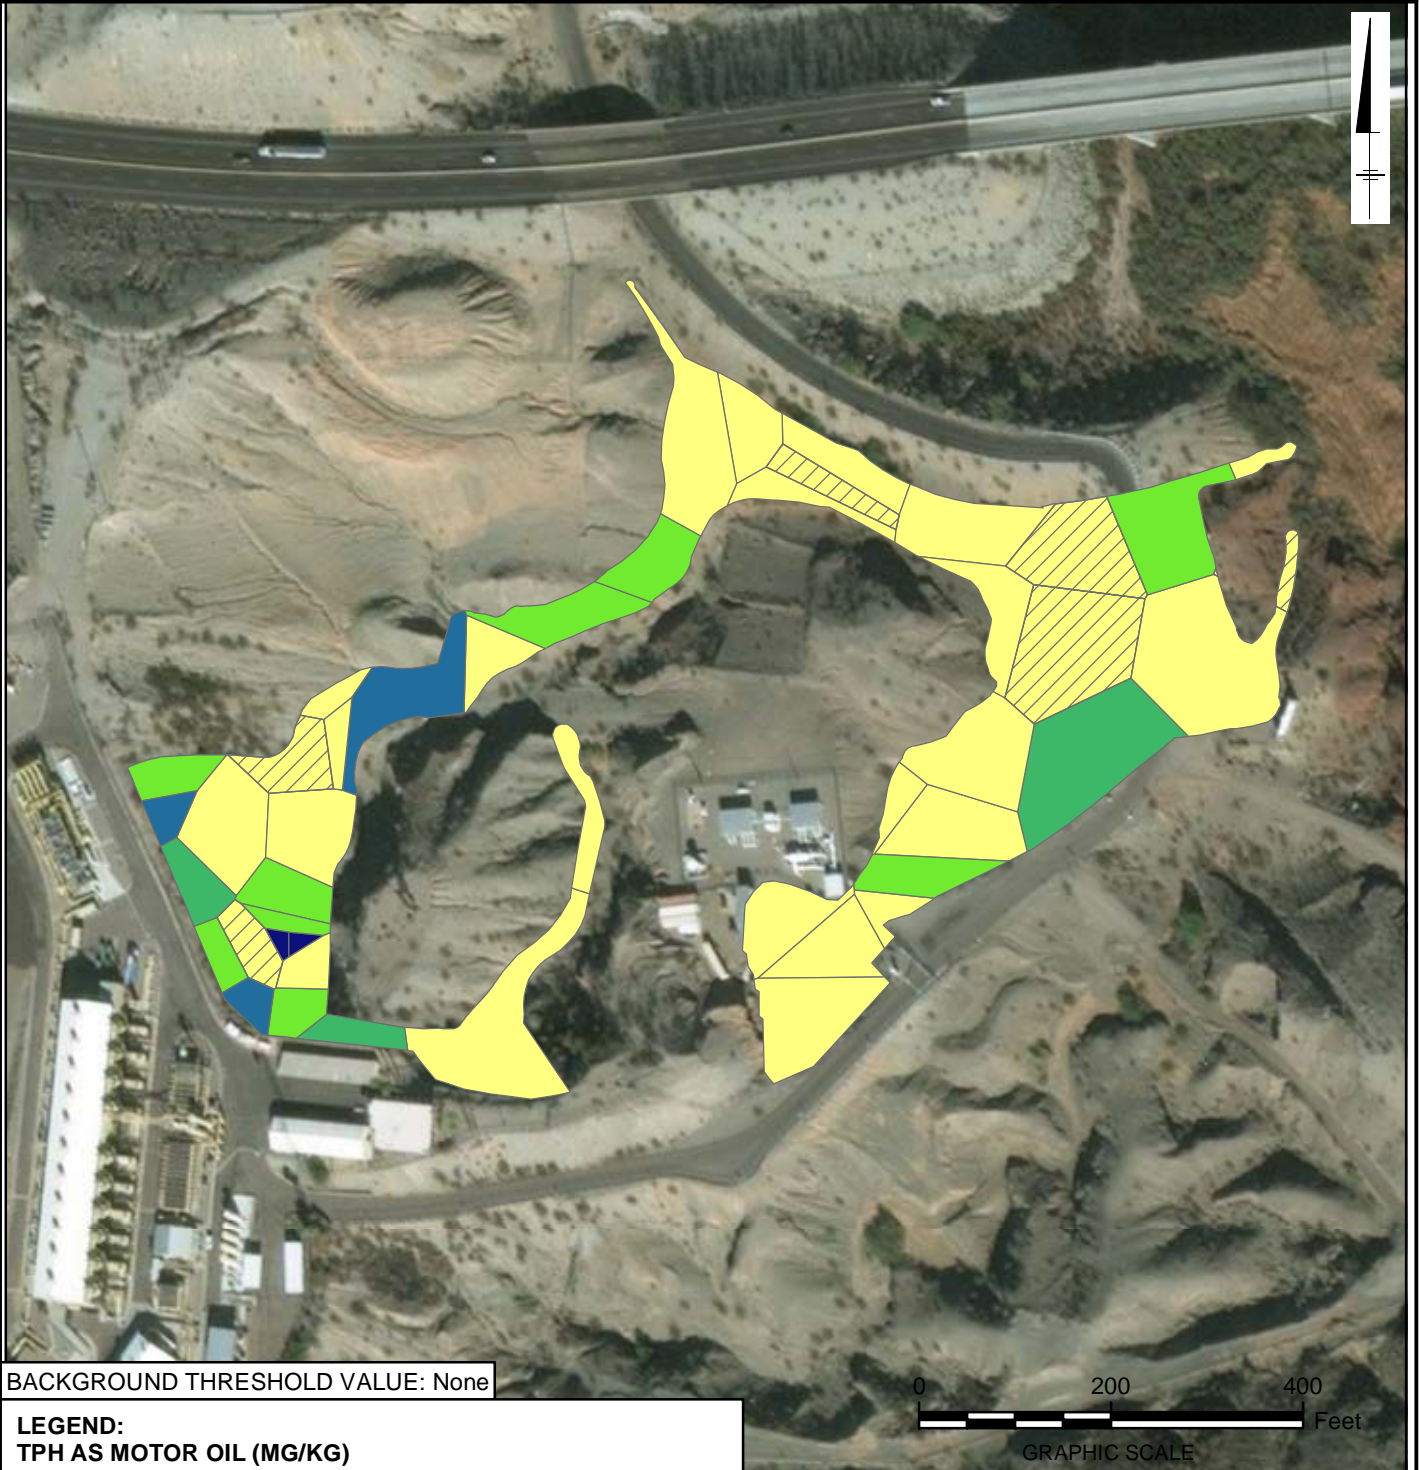 BACKGROUND THRESHOLD VALUE: None
LEGEND:
TPH AS MOTOR OIL (MG/KG)
0 200 400
Feet
GRAPHIC SCALE